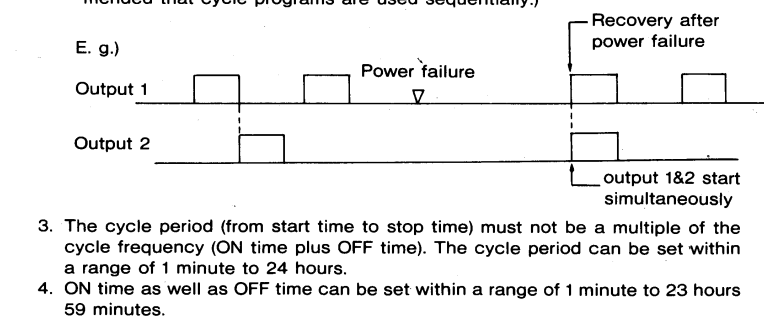 mended that cycle programs are used sequentially.)
Recovery after
power failure
E. g.)
Power failure
Output 1
Output 2
output 1&2 start
simultaneously
3. The cycle period (from start time to stop time) must not be a multiple of the
cycle frequency (ON time plus OFF time). The cycle period can be set within
a range of 1 minute to 24 hours.
4. ON time as well as OFF time can be set within a range of 1 minute to 23 hours
59 minutes.